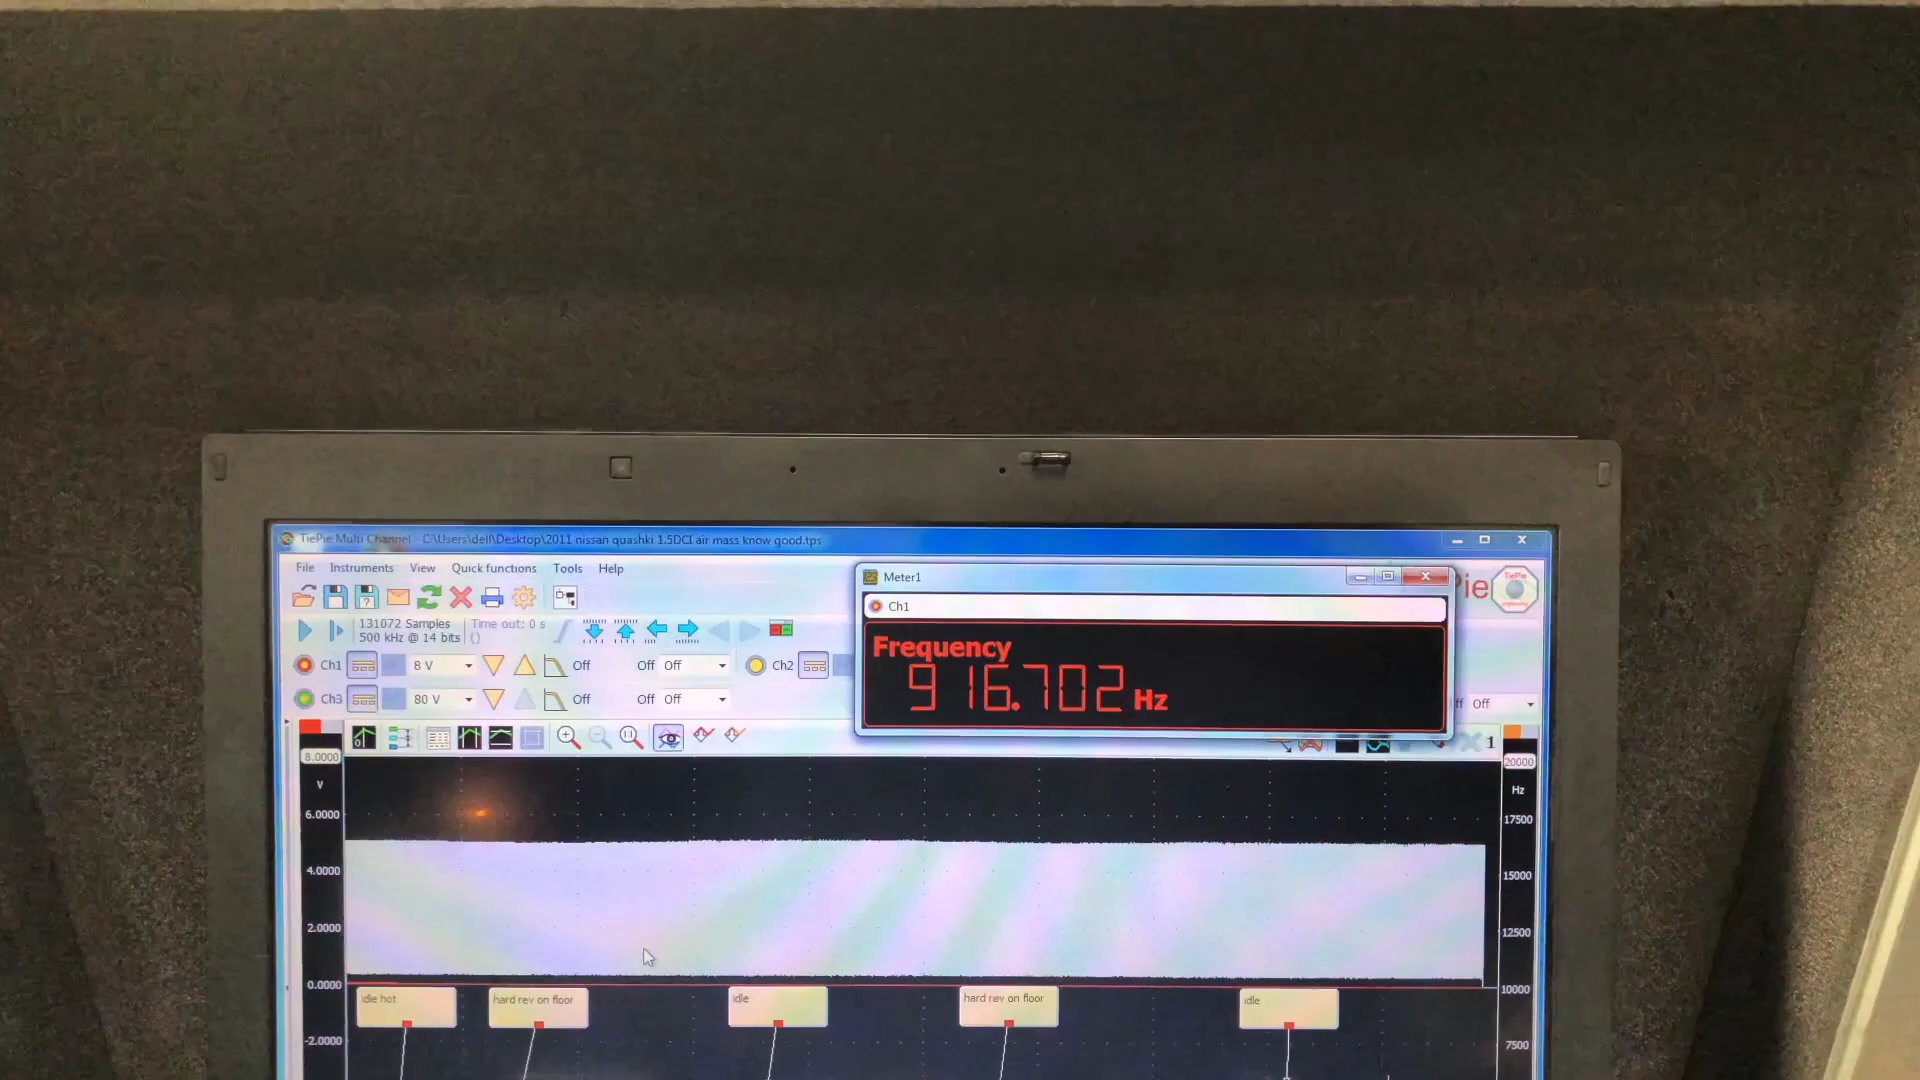 TiePie Multi Channel - C:\Users\dell\Desktop\2011 nissan quashki 1.5DCI air mass know good.tps
File Instruments View Quick functions Tools Help
131072 Samples
500 kHz @ 14 bits
Time out: 0 s
()
Ch1 8 V Off Off Off Ch2
Ch3 80 V Off Off Off
Meter1
Ch1
Frequency
916.702 Hz
ie
TiePie
Off
1
8.0000
V
6.0000
4.0000
2.0000
0.0000
-2.0000
20000
Hz
17500
15000
12500
10000
7500
idle hot
hard rev on floor
idle
hard rev on floor
idle